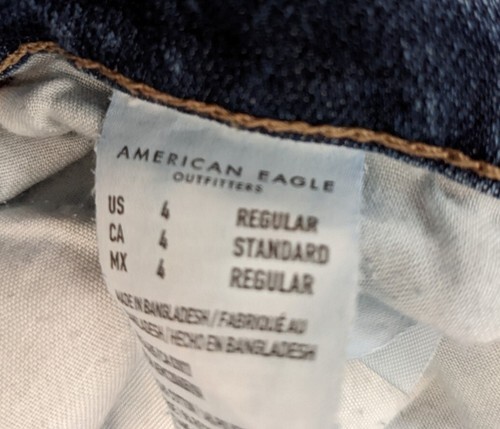 AMERICAN EAGLE
OUTFITTERS
US 4 REGULAR
CA 4 STANDARD
MX 4 REGULAR
MADE IN BANGLADESH / FABRIQUÉ AU
BANGLADESH / HECHO EN BANGLADESH